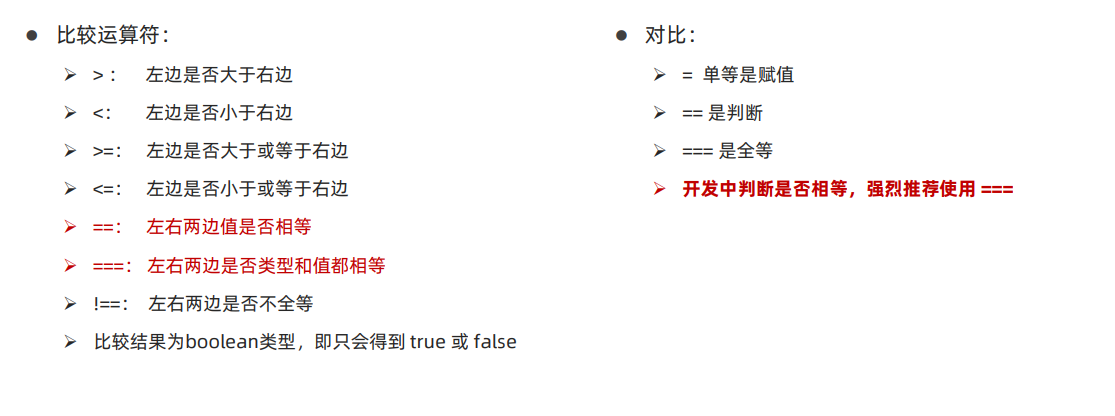 比较运算符：
> ： 左边是否大于右边
<： 左边是否小于右边
>=： 左边是否大于或等于右边
<=： 左边是否小于或等于右边
==： 左右两边值是否相等
===： 左右两边是否类型和值都相等
!==： 左右两边是否不全等
比较结果为boolean类型，即只会得到 true 或 false
对比：
= 单等是赋值
== 是判断
=== 是全等
开发中判断是否相等，强烈推荐使用 ===